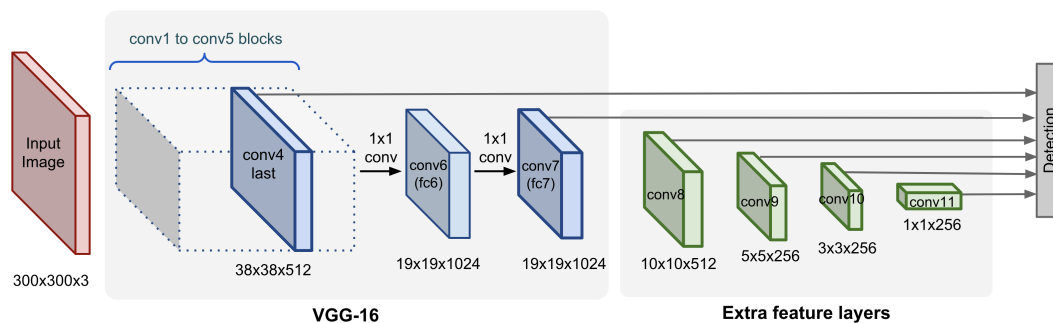 conv1 to conv5 blocks
Input
Image
conv4
last
1x1
conv
conv6
(fc6)
1x1
conv
conv7
(fc7)
conv8
conv9
conv10
conv11
Detection
300x300x3
38x38x512
19x19x1024
19x19x1024
10x10x512
5x5x256
3x3x256
1x1x256
VGG-16
Extra feature layers